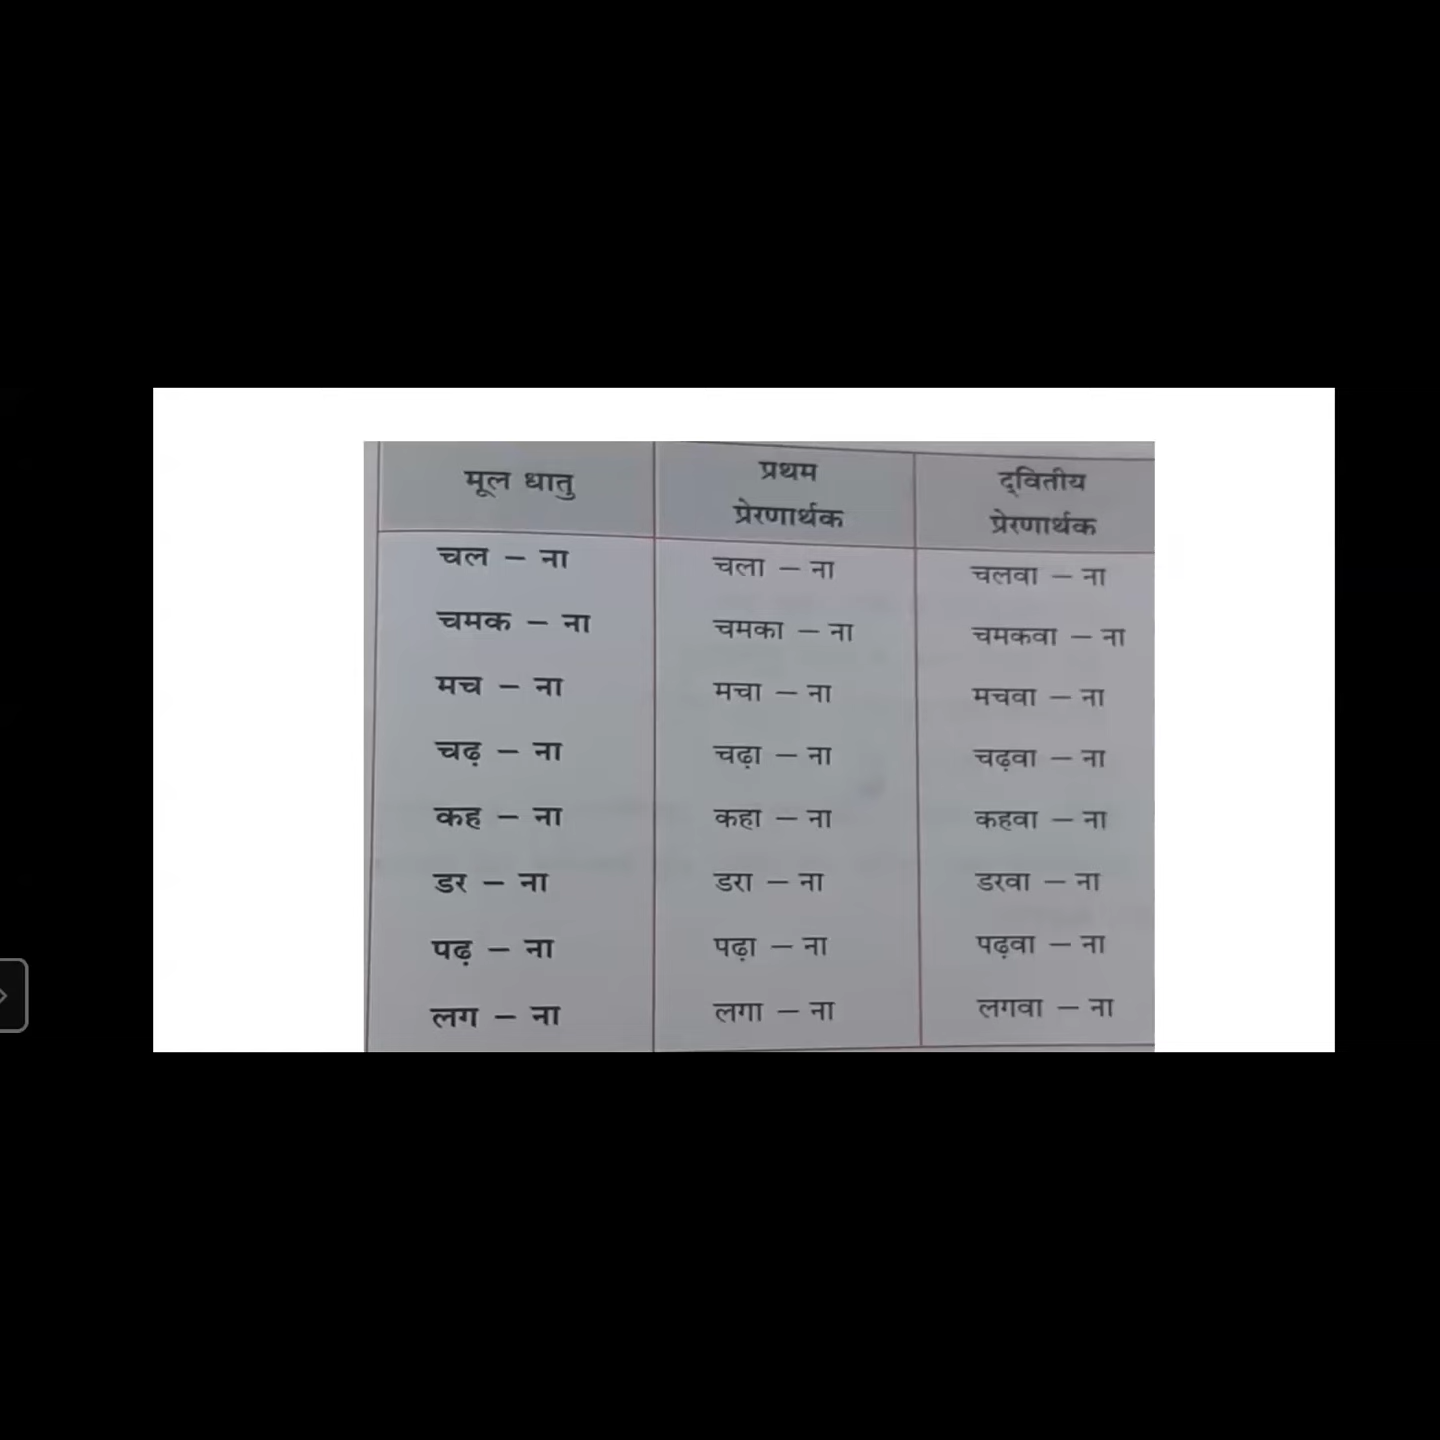 मूल धातु प्रथम प्रेरणार्थक द्‌वितीय प्रेरणार्थक
चल – ना चला – ना चलवा – ना
चमक – ना चमका – ना चमकवा – ना
मच – ना मचा – ना मचवा – ना
चढ़ – ना चढ़ा – ना चढ़वा – ना
कह – ना कहा – ना कहवा – ना
डर – ना डरा – ना डरवा – ना
पढ़ – ना पढ़ा – ना पढ़वा – ना
लग – ना लगा – ना लगवा – ना